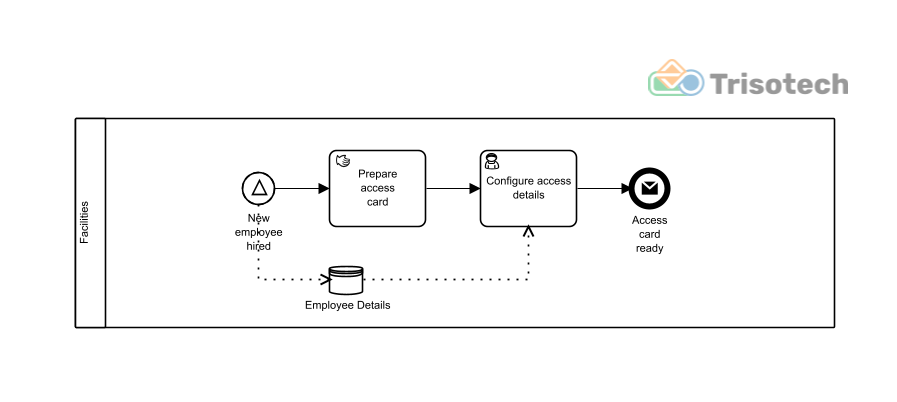 Trisotech
Facilities
New
employee
hired
Prepare
access
card
Configure access
details
Access
card
ready
Employee Details